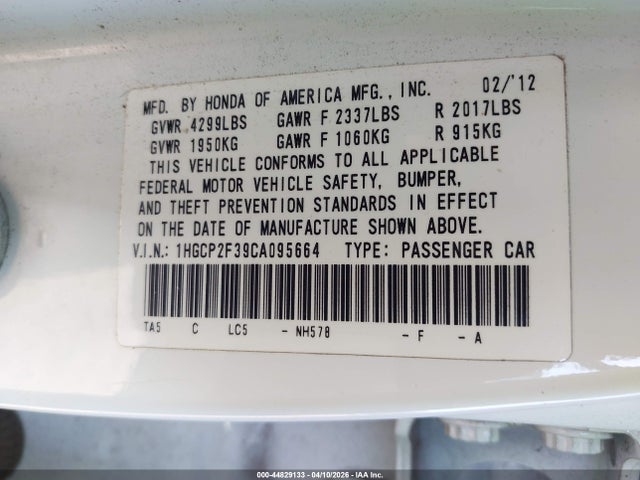 MFD. BY HONDA OF AMERICA MFG., INC. 02/'12
GVWR 4299LBS GAWR F 2337LBS R 2017LBS
GVWR 1950KG GAWR F 1060KG R 915KG
THIS VEHICLE CONFORMS TO ALL APPLICABLE
FEDERAL MOTOR VEHICLE SAFETY, BUMPER,
AND THEFT PREVENTION STANDARDS IN EFFECT
ON THE DATE OF MANUFACTURE SHOWN ABOVE.
V.I.N.: 1HGCP2F39CA095664 TYPE: PASSENGER CAR
TA5 C LC5 - NH578 - F - A
000-44829133 - 04/10/2026 - IAA Inc.